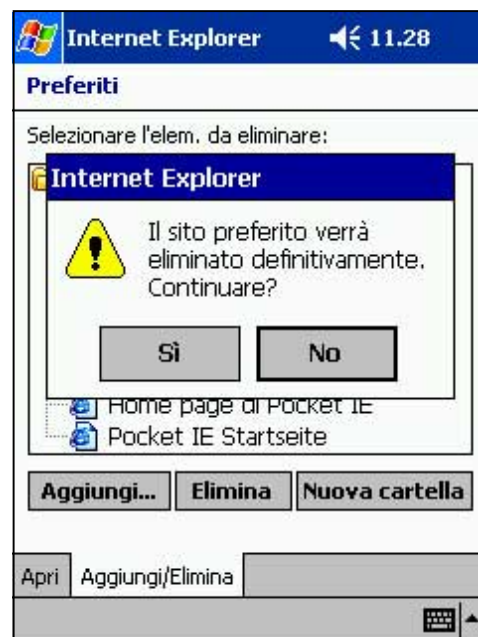 Internet Explorer 11.28
Preferiti
Selezionare l'elem. da eliminare:
Internet Explorer
Il sito preferito verrà
eliminato definitivamente.
Continuare?
Sì No
Home page di Pocket IE
Pocket IE Startseite
Aggiungi... Elimina Nuova cartella
Apri Aggiungi/Elimina